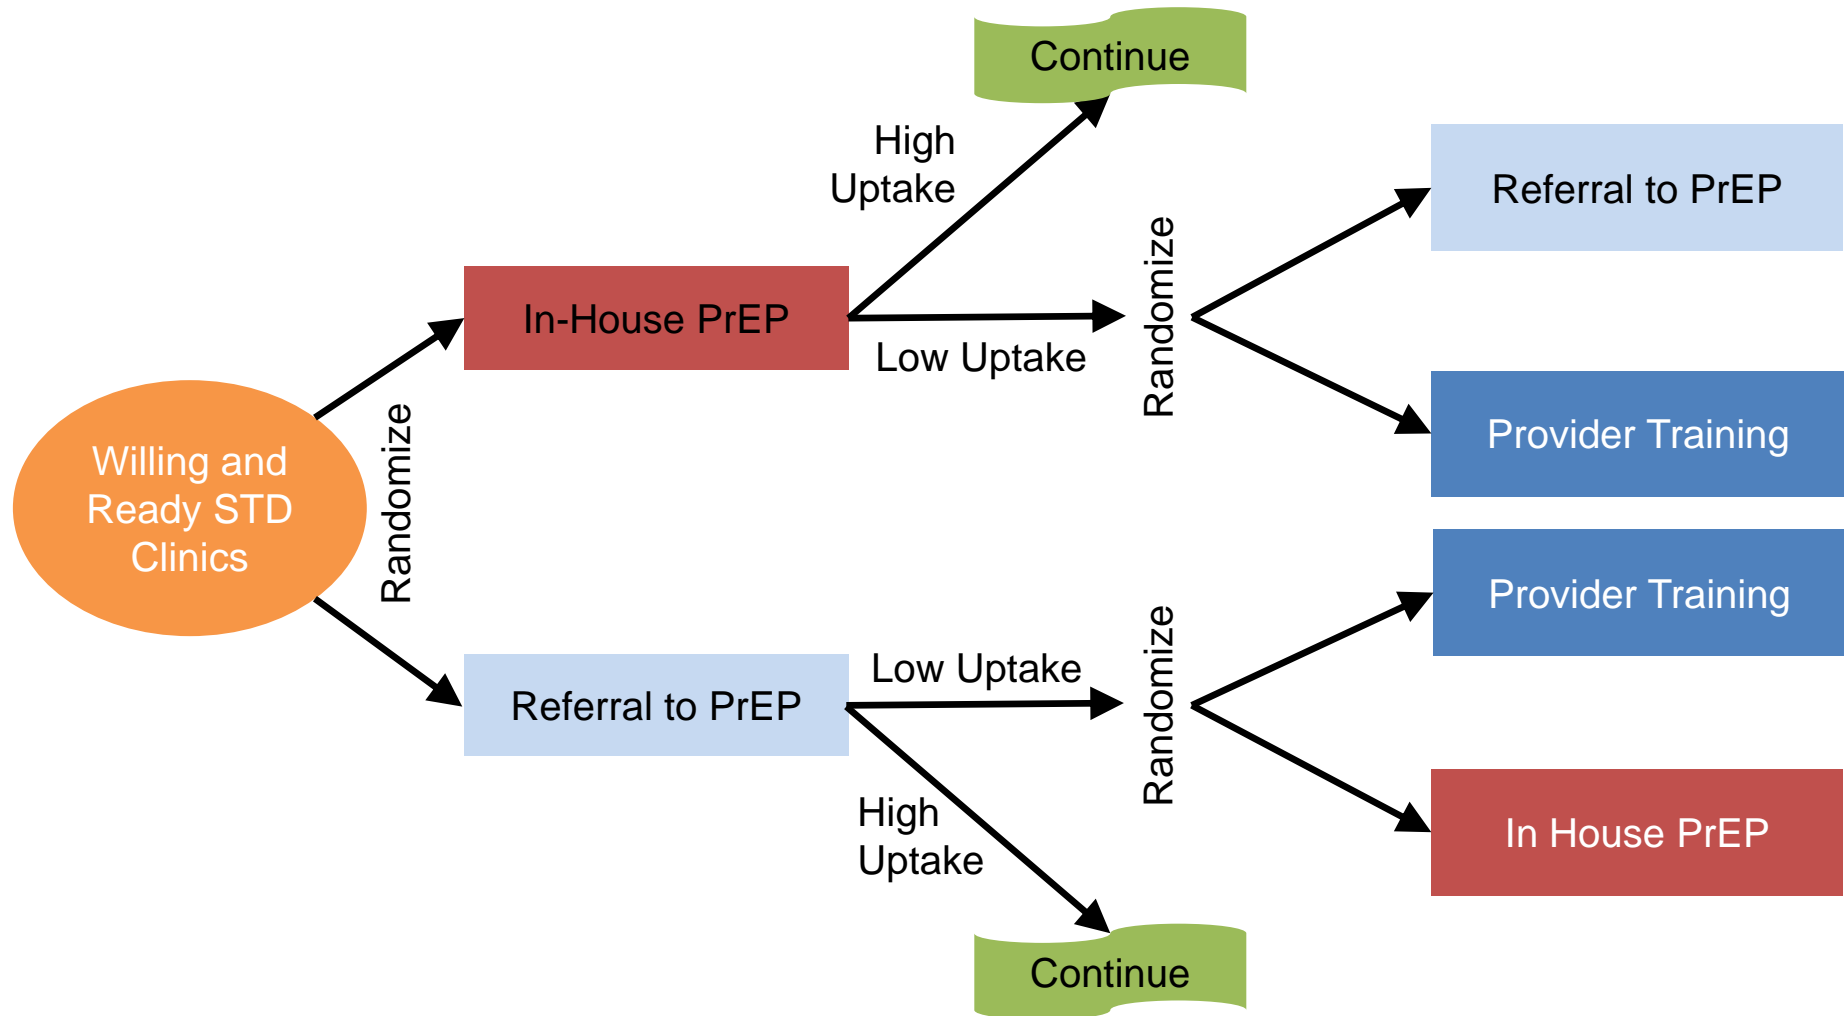 Continue
High
Uptake
Referral to PrEP
Randomize
In-House PrEP
Low Uptake
Provider Training
Willing and
Ready STD
Clinics
Randomize
Provider Training
Low Uptake
Randomize
Referral to PrEP
High
Uptake
In House PrEP
Continue